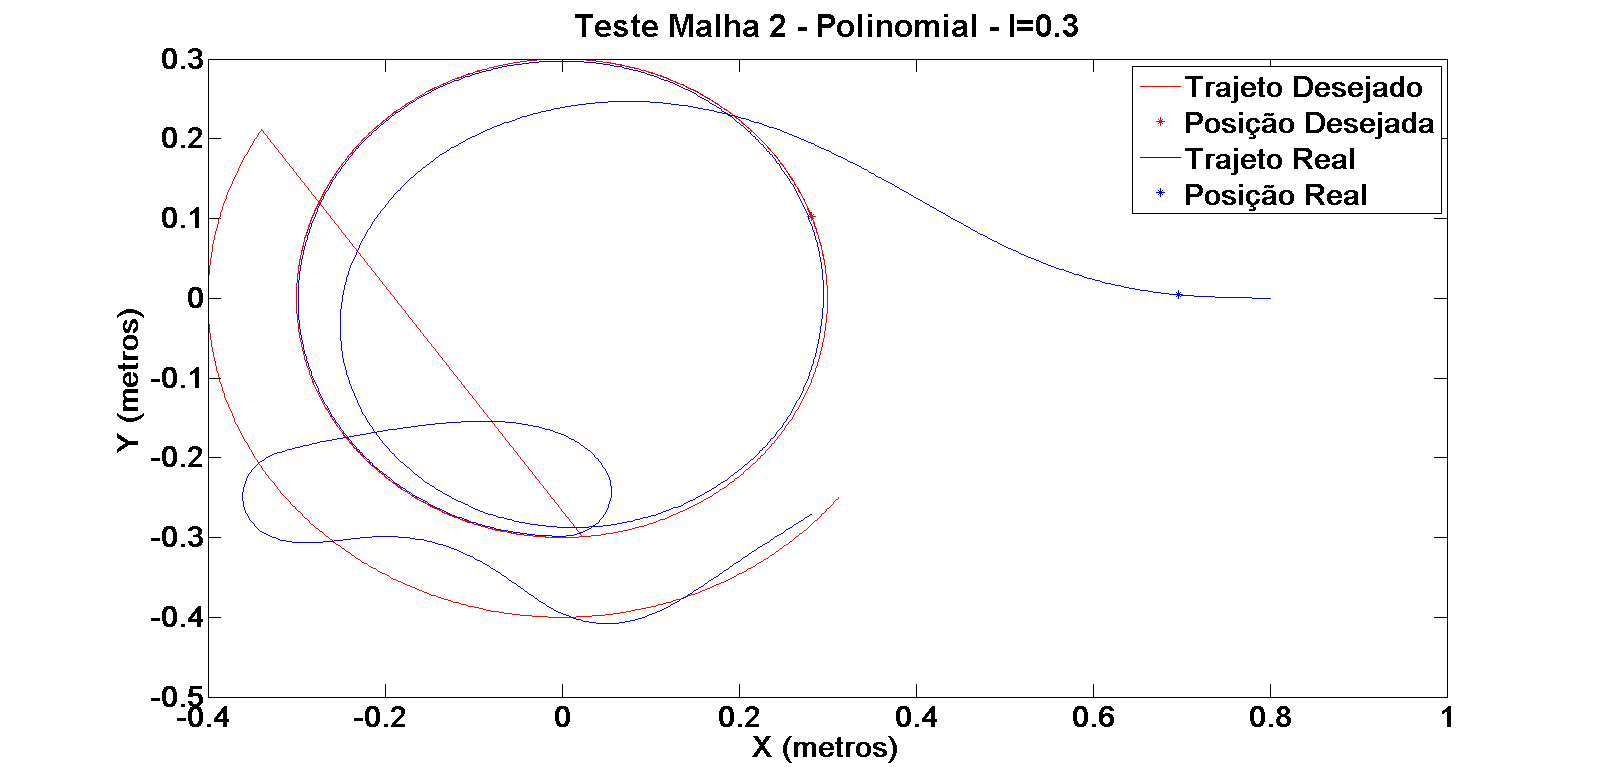 Teste Malha 2 - Polinomial - l=0.3
Trajeto Desejado
Posição Desejada
Trajeto Real
Posição Real
0.3
0.2
0.1
0
-0.1
-0.2
-0.3
-0.4
-0.5
Y (metros)
-0.4
-0.2
0
0.2
0.4
0.6
0.8
1
X (metros)